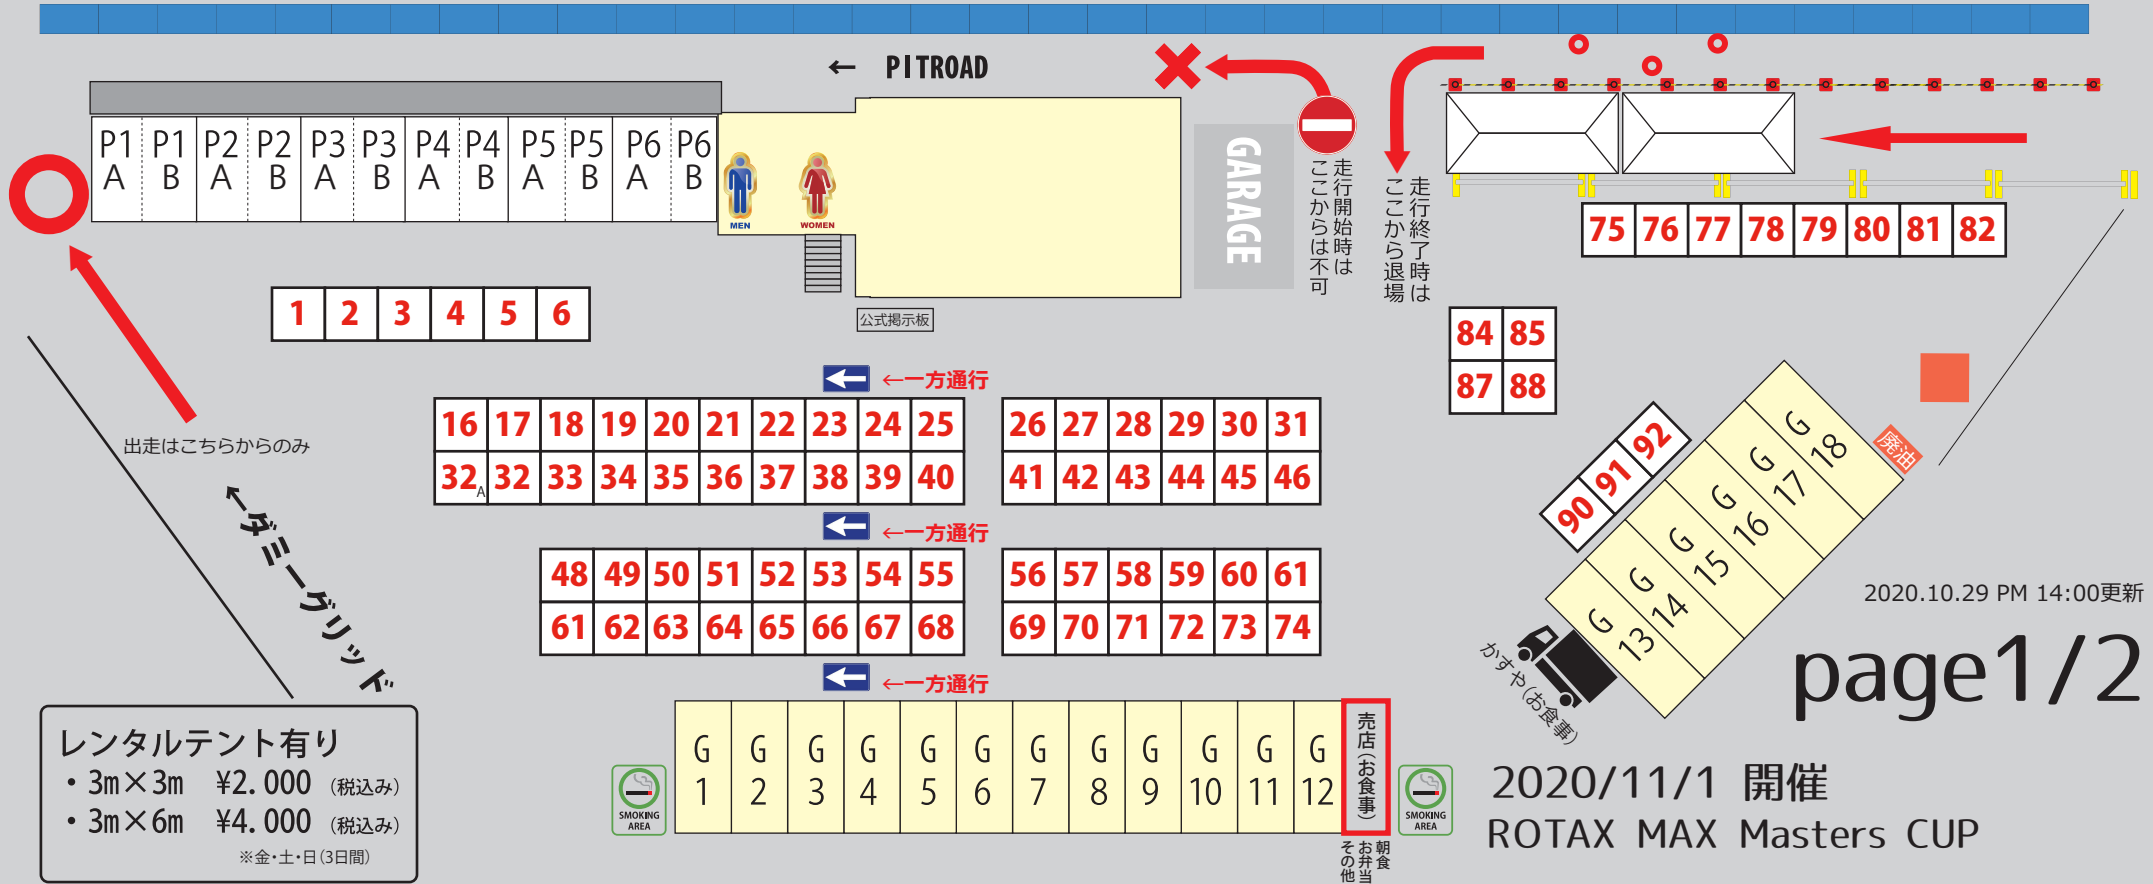 ← PITROAD
P1 A
P1 B
P2 A
P2 B
P3 A
P3 B
P4 A
P4 B
P5 A
P5 B
P6 A
P6 B
MEN
WOMEN
GARAGE
走行開始時は
ここからは不可
走行終了時は
ここから退場
75 76 77 78 79 80 81 82
1 2 3 4 5 6
公式掲示板
84 85
87 88
←一方通行
16 17 18 19 20 21 22 23 24 25
26 27 28 29 30 31
32A 32 33 34 35 36 37 38 39 40
41 42 43 44 45 46
出走はこちらからのみ
←ダミーグリッド
←一方通行
48 49 50 51 52 53 54 55
56 57 58 59 60 61
61 62 63 64 65 66 67 68
69 70 71 72 73 74
←一方通行
90 91 92
G 13
G 14
G 15
G 16
G 17
G 18
廃油
かすや(お食事)
2020.10.29 PM 14:00更新
page1/2
レンタルテント有り
・3m×3m ¥2.000 (税込み)
・3m×6m ¥4.000 (税込み)
※金・土・日(3日間)
SMOKING
AREA
G 1
G 2
G 3
G 4
G 5
G 6
G 7
G 8
G 9
G 10
G 11
G 12
売店(お食事)
朝食
お弁当
その他
SMOKING
AREA
2020/11/1 開催
ROTAX MAX Masters CUP